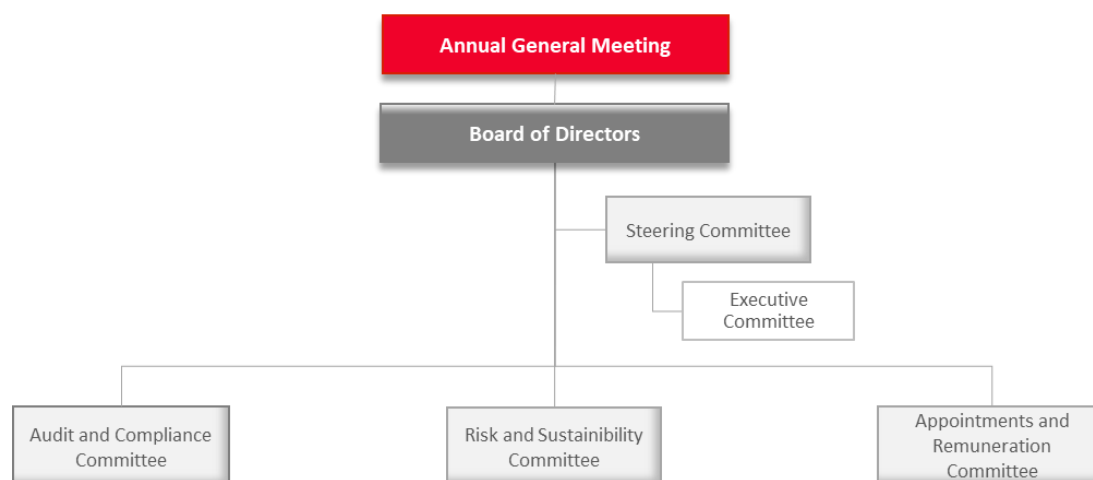 Annual General Meeting
Board of Directors
Steering Committee
Executive
Committee
Audit and Compliance
Committee
Risk and Sustainibility
Committee
Appointments and
Remuneration
Committee